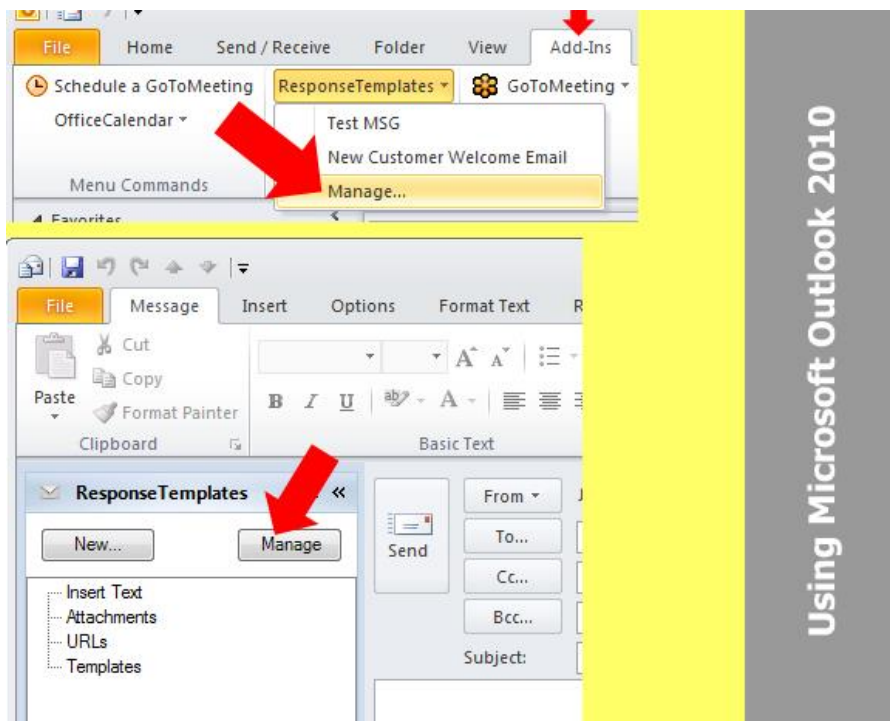 File Home Send / Receive Folder View Add-Ins
Schedule a GoToMeeting ResponseTemplates GoToMeeting
OfficeCalendar Test MSG
New Customer Welcome Email
Menu Commands Manage...
Favorites
File Message Insert Options Format Text R
Cut
Copy
Paste Format Painter
B I U ab A
Clipboard Basic Text
ResponseTemplates
New... Manage
Send
From
To...
Cc...
Bcc...
Subject:
Insert Text
Attachments
URLs
Templates
Using Microsoft Outlook 2010